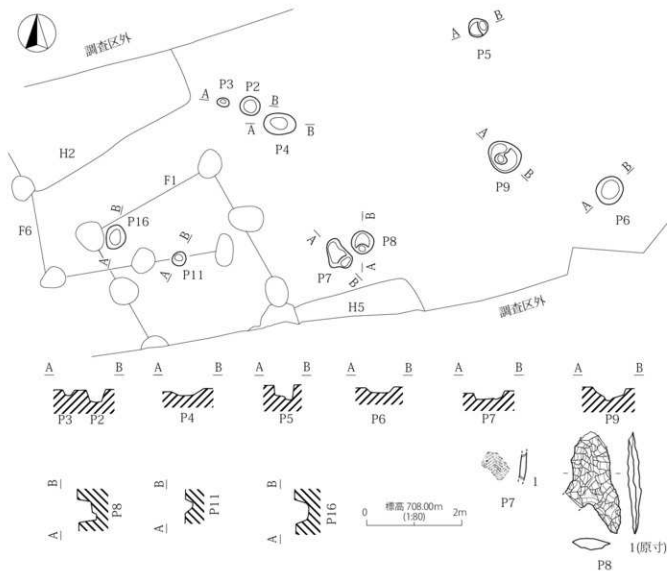 調査区外
A
B
P5
P3
P2
A
B
A
B
P4
H2
A
B
P9
F1
B
A
P6
F6
B
P16
A
B
P11
A
B
A
P8
P7
A
B
H5
調査区外
A
B
A
B
A
B
A
B
A
B
A
B
P3
P2
P4
P5
P6
P7
P9
B
A
P8
B
A
P11
B
A
P16
標高 708.00m
0
(1:80)
2m
1
P7
1(原寸)
P8